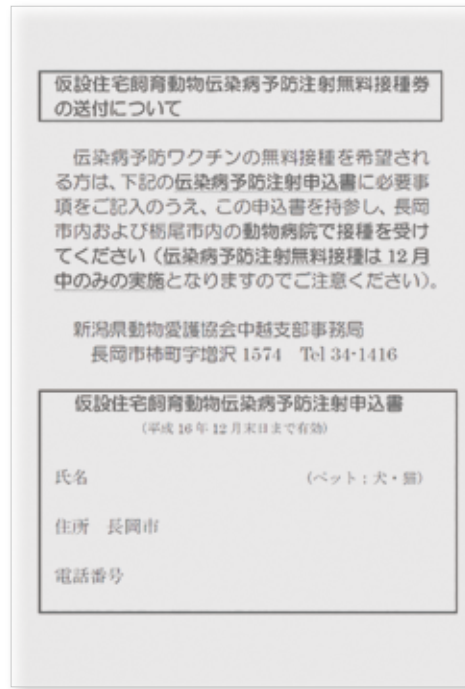 仮設住宅飼育動物伝染病予防注射無料接種券
の送付について
伝染病予防ワクチンの無料接種を希望され
る方は、下記の伝染病予防注射申込書に必要事
項をご記入のうえ、この申込書を持参し、長岡
市内および栃尾市内の動物病院で接種を受け
てください（伝染病予防注射無料接種は12月
中のみの実施となりますのでご注意ください）。
新潟県動物愛護協会中越支部事務局
長岡市柿町字増沢 1574　Tel 34-1416
仮設住宅飼育動物伝染病予防注射申込書
（平成16年12月末日まで有効）
氏名　（ペット：犬・猫）
住所　長岡市
電話番号